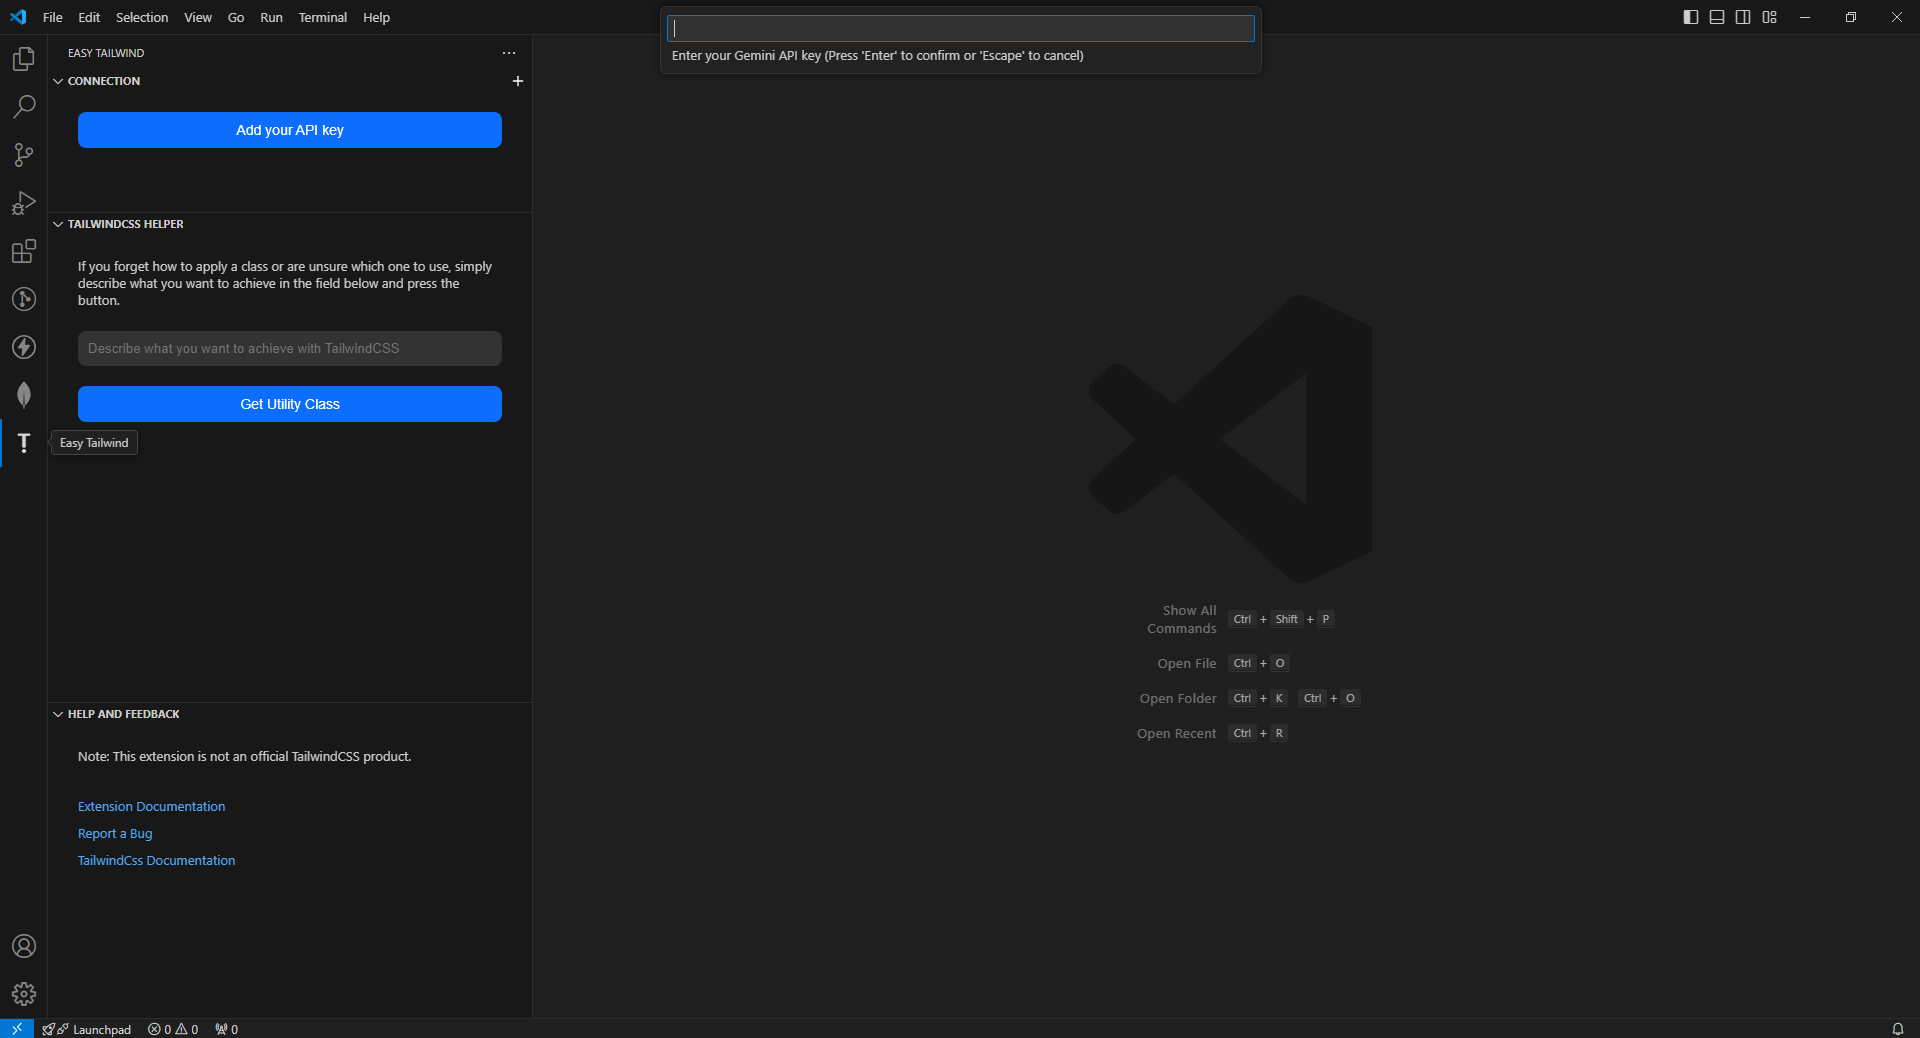 File Edit Selection View Go Run Terminal Help
Enter your Gemini API key (Press 'Enter' to confirm or 'Escape' to cancel)
EASY TAILWIND
CONNECTION
Add your API key
TAILWINDCSS HELPER
If you forget how to apply a class or are unsure which one to use, simply
describe what you want to achieve in the field below and press the
button.
Describe what you want to achieve with TailwindCSS
Get Utility Class
Easy Tailwind
HELP AND FEEDBACK
Note: This extension is not an official TailwindCSS product.
Extension Documentation
Report a Bug
TailwindCss Documentation
Show All
Commands Ctrl + Shift + P
Open File Ctrl + O
Open Folder Ctrl + K Ctrl + O
Open Recent Ctrl + R
Launchpad 0 0 0